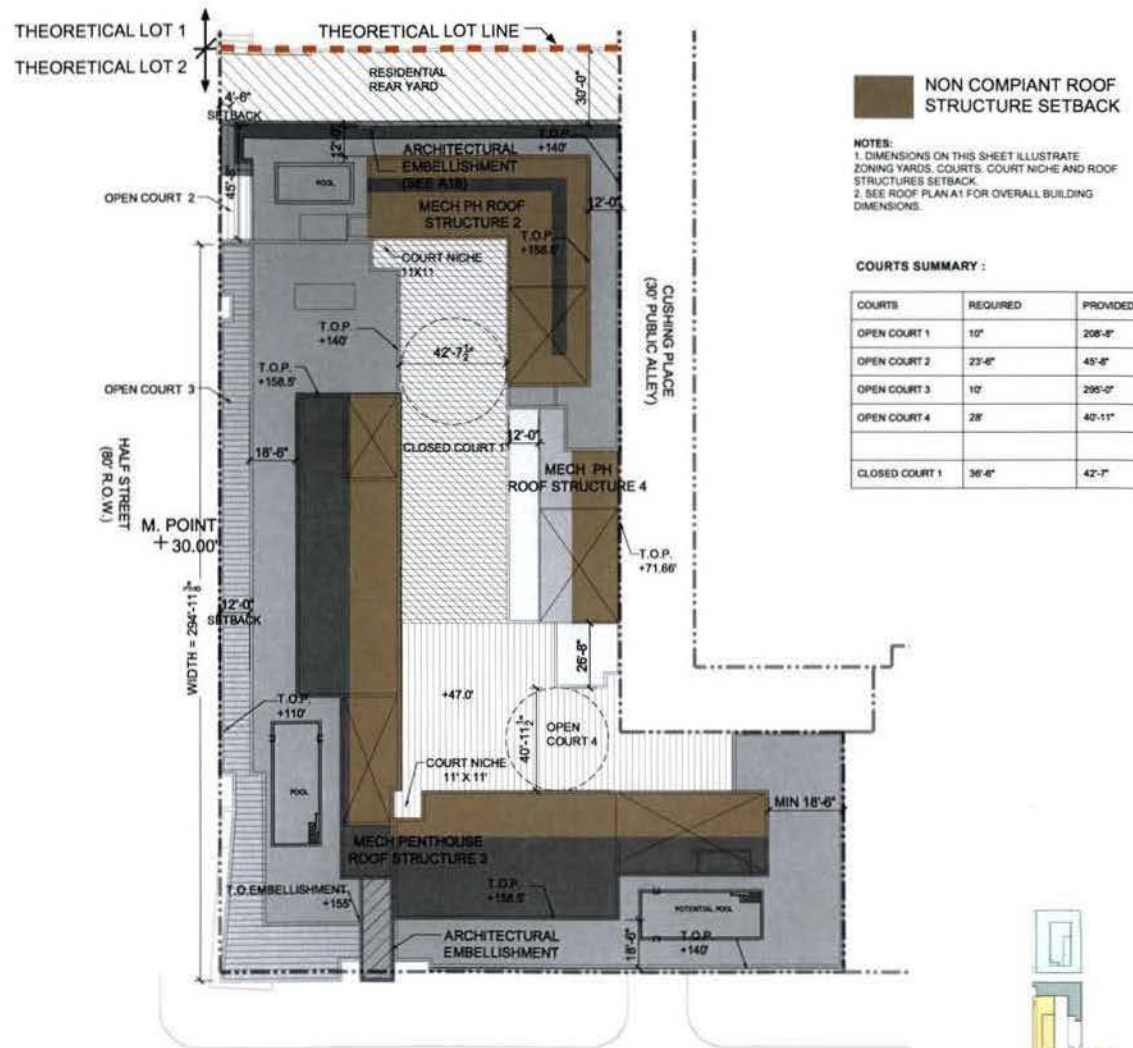 THEORETICAL LOT 1
THEORETICAL LOT LINE
THEORETICAL LOT 2
RESIDENTIAL
REAR YARD
30'-0"
4'-6"
SETBACK
12'-0"
T.O.P.
+140'
ARCHITECTURAL
EMBELLISHMENT
(SEE A18)
POOL
45'-8"
OPEN COURT 2
MECH PH ROOF
STRUCTURE 2
12'-0"
T.O.P.
+158.5'
COURT NICHE
11X11
CUSHING PLACE
(30' PUBLIC ALLEY)
T.O.P.
+140'
42'-7 1/2"
T.O.P.
+158.5'
OPEN COURT 3
HALF STREET
(80' R.O.W.)
18'-6"
CLOSED COURT 1
12'-0"
MECH PH
ROOF STRUCTURE 4
M. POINT
+ 30.00'
T.O.P.
+71.66'
12'-0"
SETBACK
WIDTH = 294'-11
26'-8"
+47.0'
T.O.P.
+110'
40'-11 1/2"
OPEN
COURT 4
POOL
COURT NICHE
11' X 11'
MIN 18'-6"
MECH PENTHOUSE
ROOF STRUCTURE 3
T.O.EMBELLISHMENT
+155'
T.O.P.
+158.5'
POTENTIAL POOL
18'-6"
T.O.P.
+140'
ARCHITECTURAL
EMBELLISHMENT
NON COMPIANT ROOF
STRUCTURE SETBACK
NOTES:
1. DIMENSIONS ON THIS SHEET ILLUSTRATE
ZONING YARDS, COURTS, COURT NICHE AND ROOF
STRUCTURES SETBACK.
2. SEE ROOF PLAN A1 FOR OVERALL BUILDING
DIMENSIONS.
COURTS SUMMARY :
COURTS REQUIRED PROVIDED
OPEN COURT 1 10" 208'-8"
OPEN COURT 2 23'-6" 45'-8"
OPEN COURT 3 10' 295'-0"
OPEN COURT 4 28' 40'-11"
CLOSED COURT 1 36'-6" 42'-7"